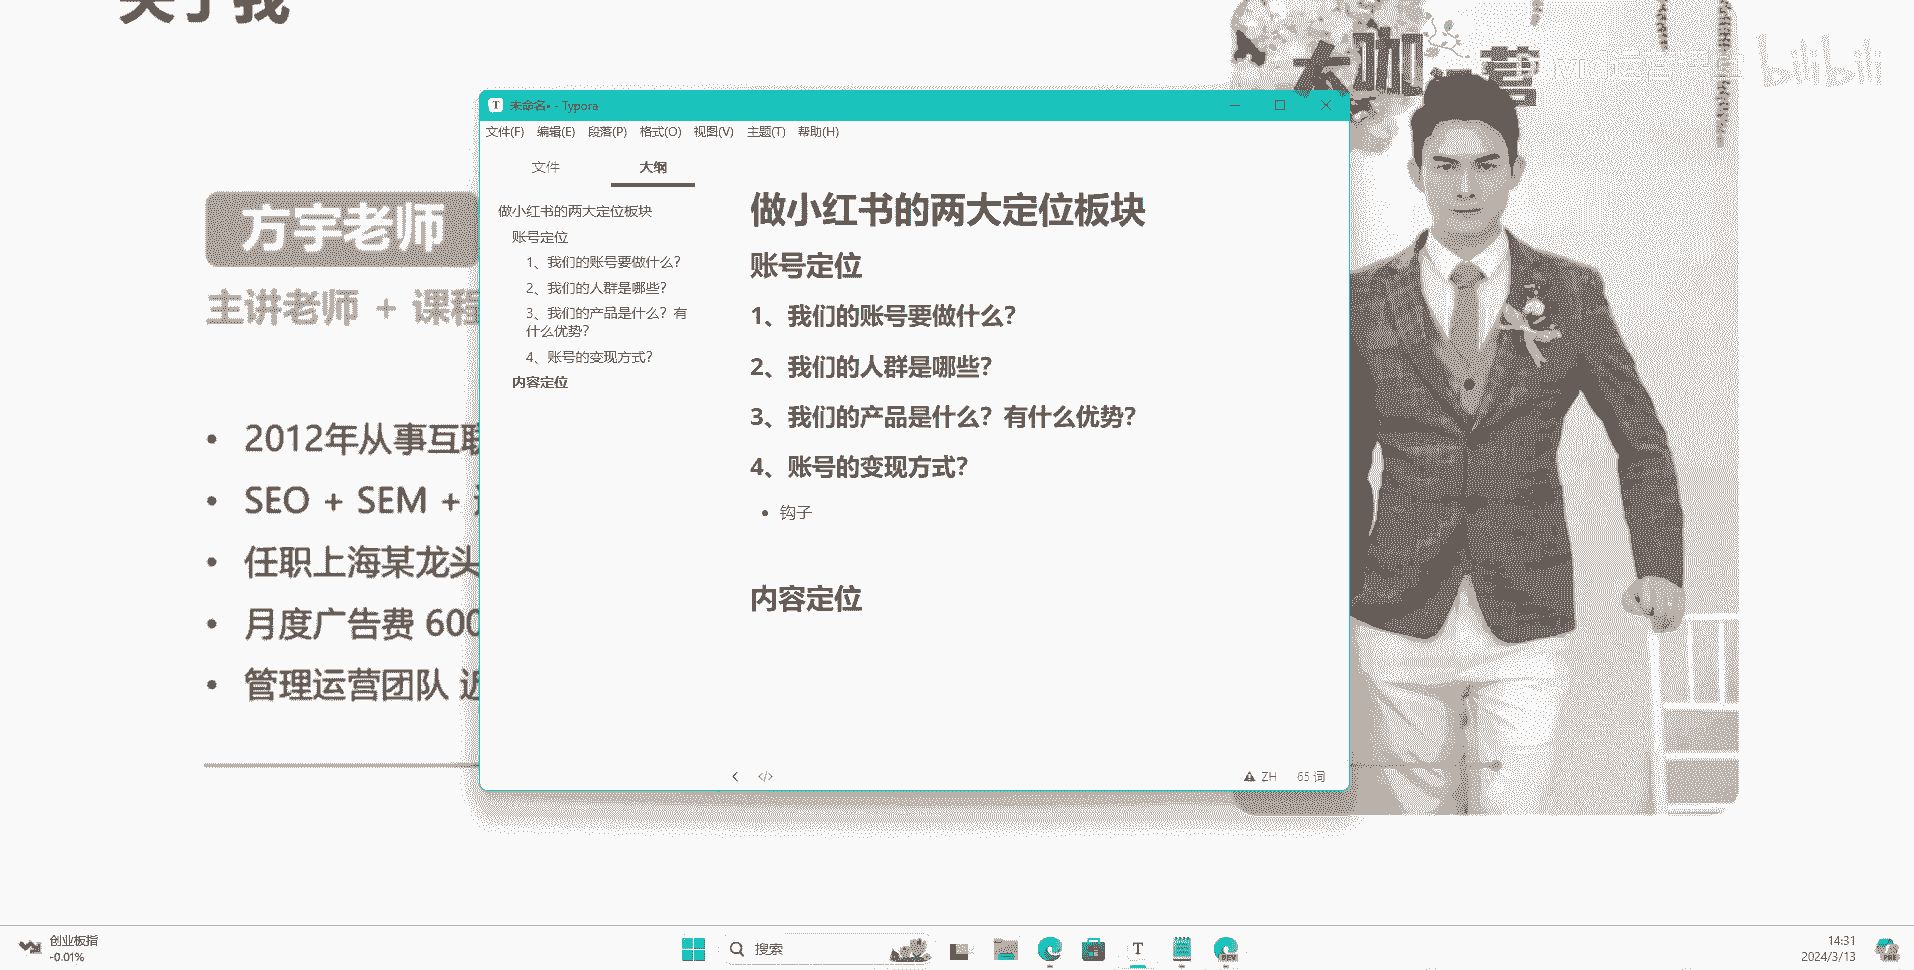 关于我
大咖 运营
bilibili
方宇老师
主讲老师 + 课程
2012年从事互联
SEO + SEM +
任职上海某龙头
月度广告费 600
管理运营团队 近
未命名• - Typora
文件(F) 编辑(E) 段落(P) 格式(O) 视图(V) 主题(T) 帮助(H)
文件 大纲
做小红书的两大定位板块
账号定位
1、我们的账号要做什么?
2、我们的人群是哪些?
3、我们的产品是什么? 有
什么优势?
4、账号的变现方式?
内容定位
做小红书的两大定位板块
账号定位
1、我们的账号要做什么?
2、我们的人群是哪些?
3、我们的产品是什么? 有什么优势?
4、账号的变现方式?
钩子
内容定位
ZH 65 词
创业板指
-0.01%
搜索
T
DEV
14:31
2024/3/13
PRE